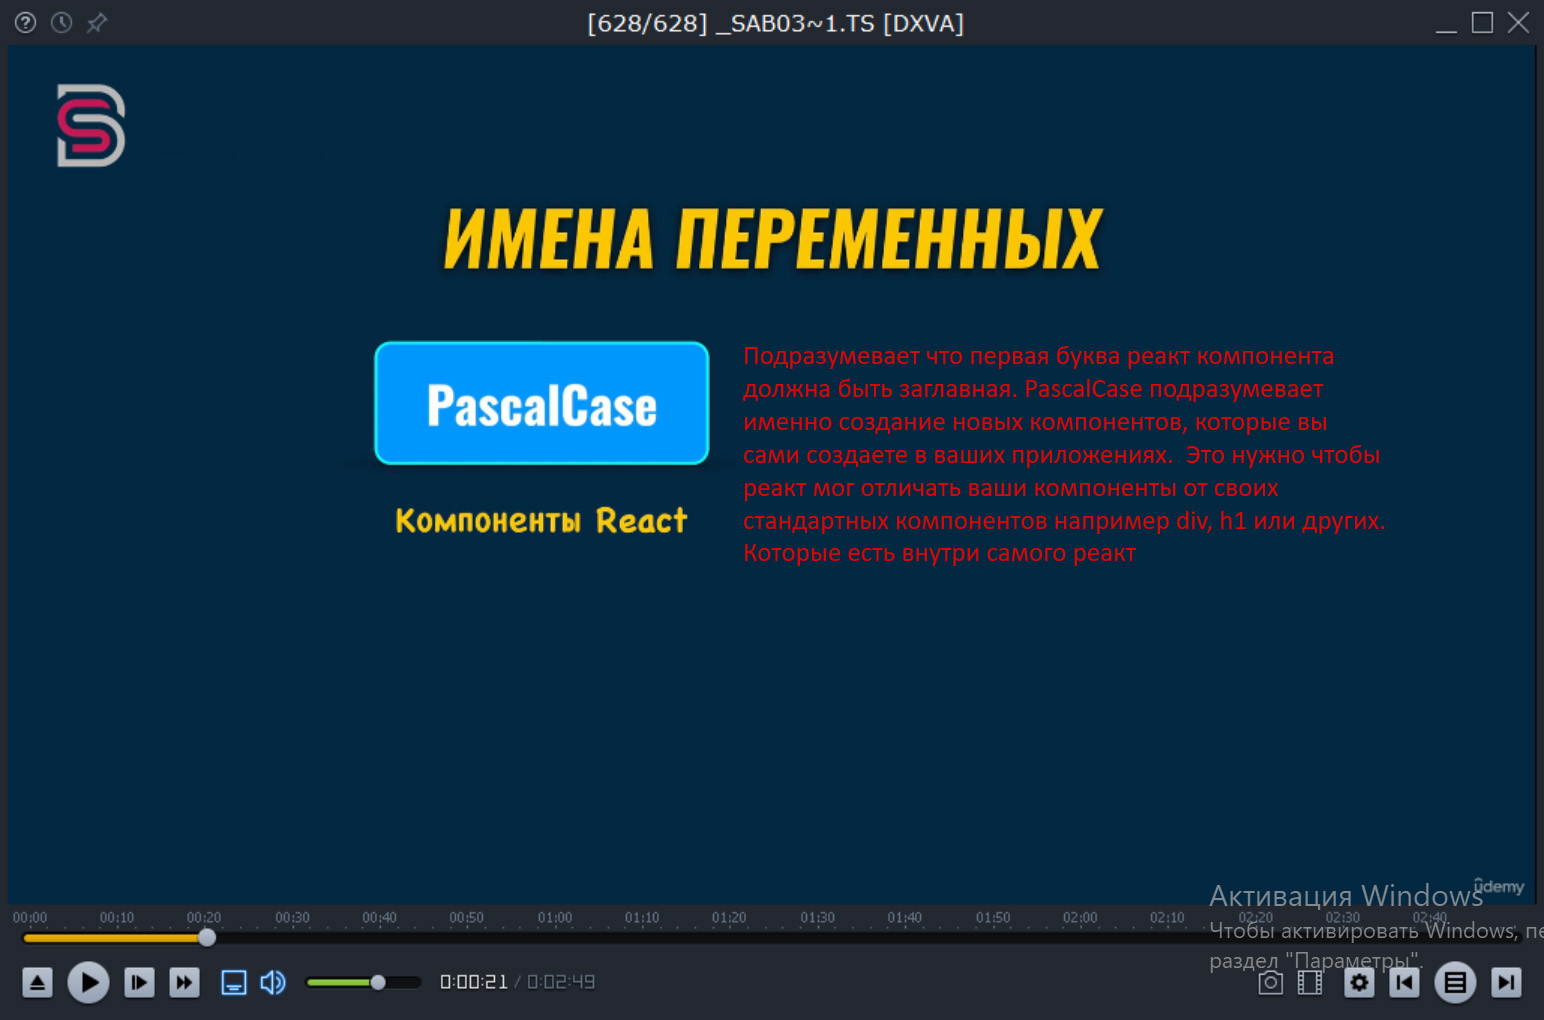 [628/628] _SAB03~1.TS [DXVA]
ИМЕНА ПЕРЕМЕННЫХ
PascalCase
Компоненты React
Подразумевает что первая буква реакт компонента
должна быть заглавная. PascalCase подразумевает
именно создание новых компонентов, которые вы
сами создаете в ваших приложениях.  Это нужно чтобы
реакт мог отличать ваши компоненты от своих
стандартных компонентов например div, h1 или других.
Которые есть внутри самого реакт
ûdemy
Активация Windows
00:00 00:10 00:20 00:30 00:40 00:50 01:00 01:10 01:20 01:30 01:40 01:50 02:00 02:10 02:20 02:30 02:40
Чтобы активировать Windows, пе
раздел "Параметры".
0:00:21 / 0:02:49